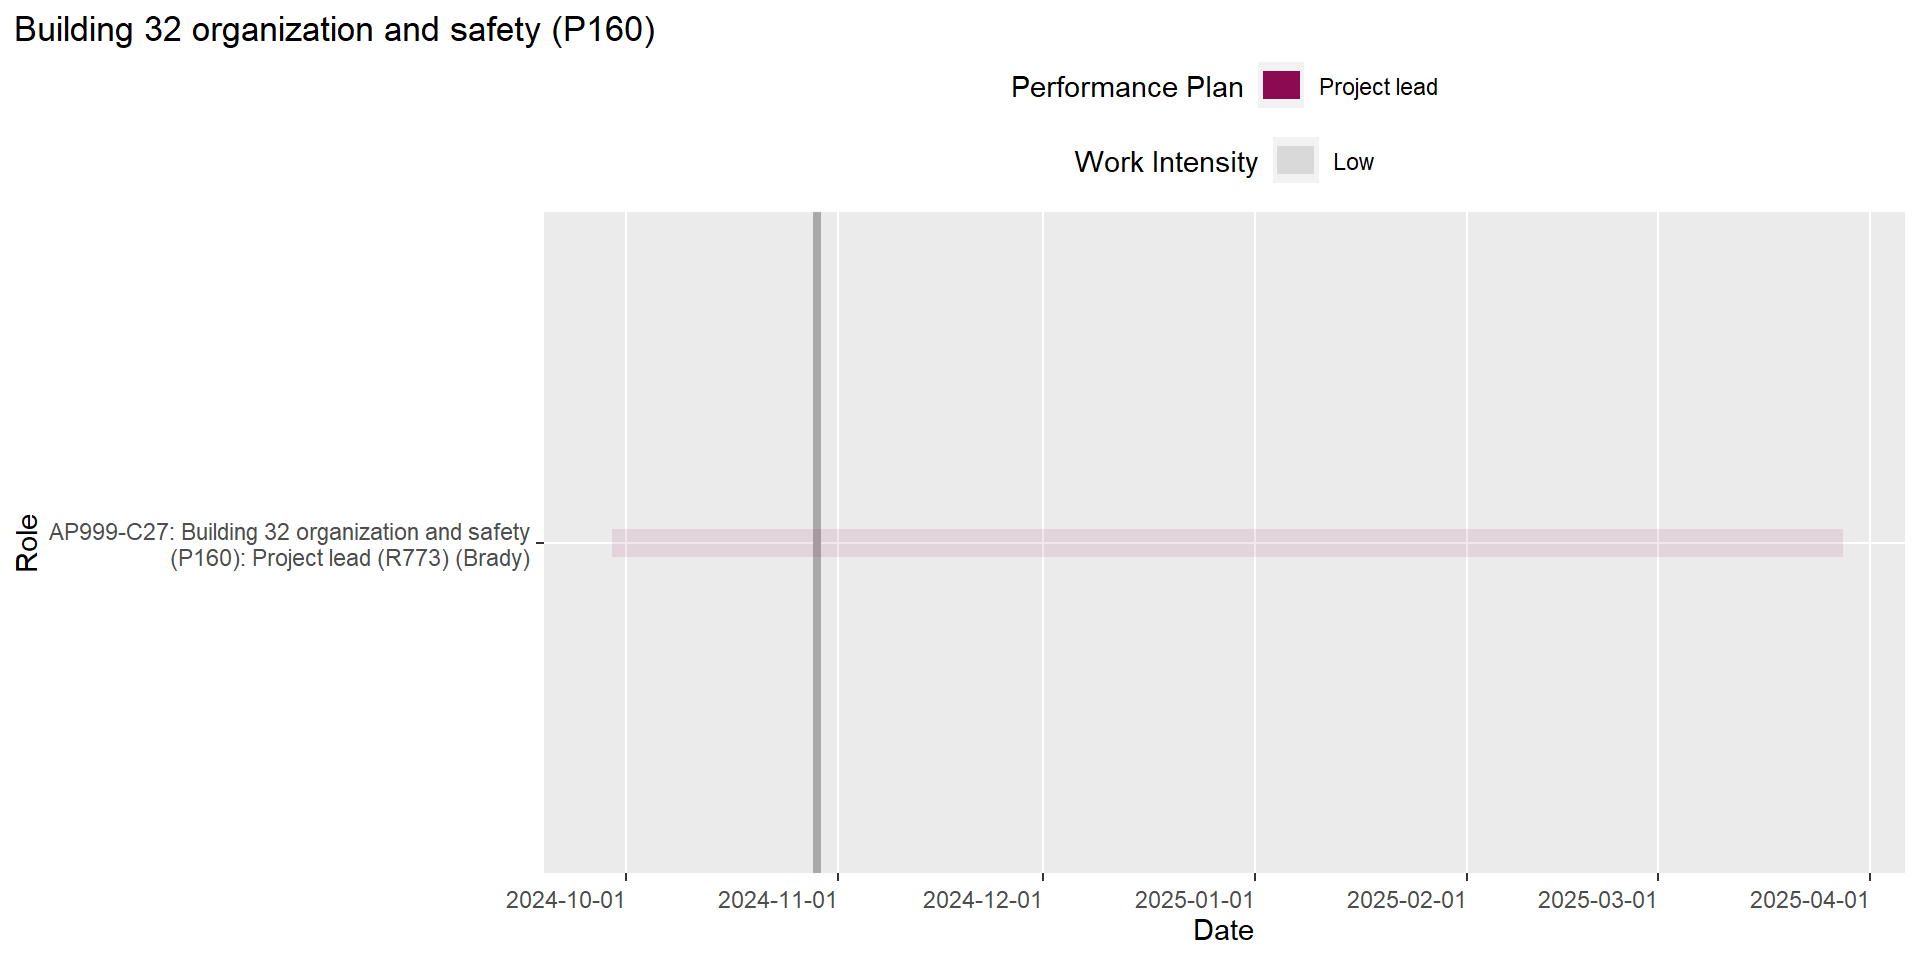 Building 32 organization and safety (P160)
Performance Plan
Project lead
Work Intensity
Low
Role
AP999-C27: Building 32 organization and safety
(P160): Project lead (R773) (Brady)
2024-10-01
2024-11-01
2024-12-01
2025-01-01
2025-02-01
2025-03-01
2025-04-01
Date